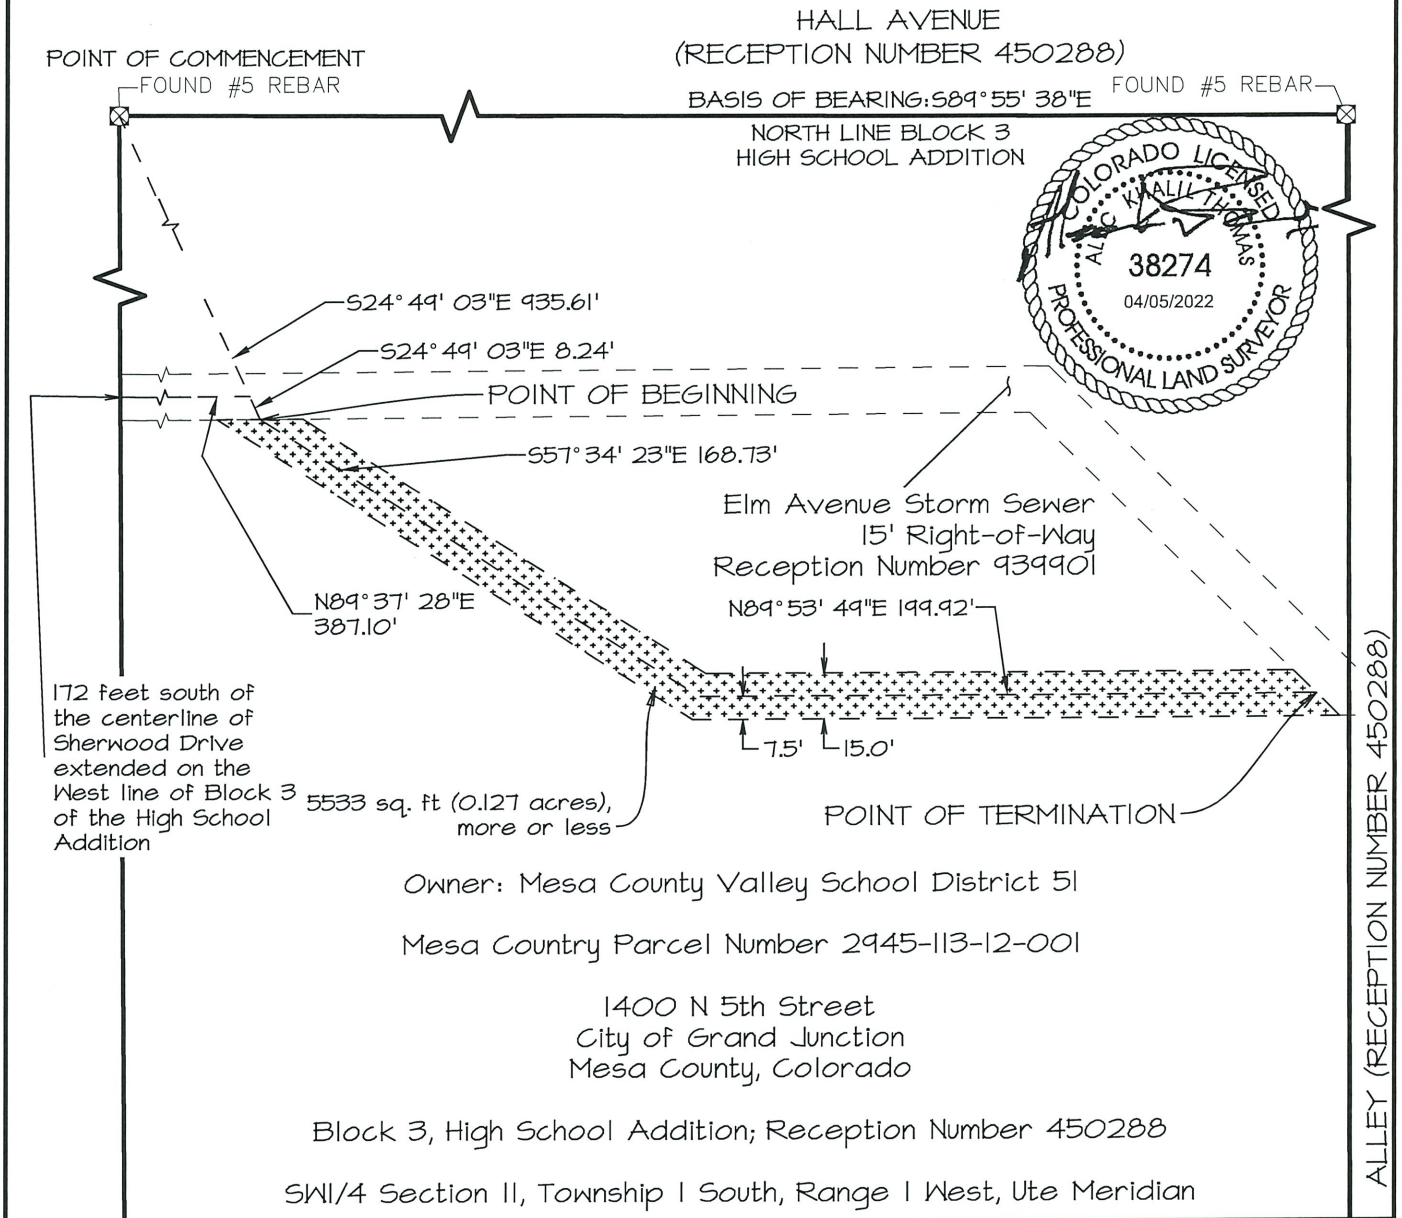 HALL AVENUE
(RECEPTION NUMBER 450288)
POINT OF COMMENCEMENT
FOUND #5 REBAR
FOUND #5 REBAR
BASIS OF BEARING:S89°55' 38"E
NORTH LINE BLOCK 3
HIGH SCHOOL ADDITION
COLORADO LICENSED
ALEC KHALIL THOMAS
38274
04/05/2022
PROFESSIONAL LAND SURVEYOR
S24°49' 03"E 935.61'
S24°49' 03"E 8.24'
POINT OF BEGINNING
S57°34' 23"E 168.73'
Elm Avenue Storm Sewer
15' Right-of-Way
Reception Number 939901
N89°37' 28"E
387.10'
N89°53' 49"E 199.92'
172 feet south of
the centerline of
Sherwood Drive
extended on the
West line of Block 3
of the High School
Addition
7.5'
15.0'
5533 sq. ft (0.127 acres),
more or less
POINT OF TERMINATION
ALLEY (RECEPTION NUMBER 450288)
Owner: Mesa County Valley School District 51
Mesa Country Parcel Number 2945-113-12-001
1400 N 5th Street
City of Grand Junction
Mesa County, Colorado
Block 3, High School Addition; Reception Number 450288
SW1/4 Section 11, Township 1 South, Range 1 West, Ute Meridian